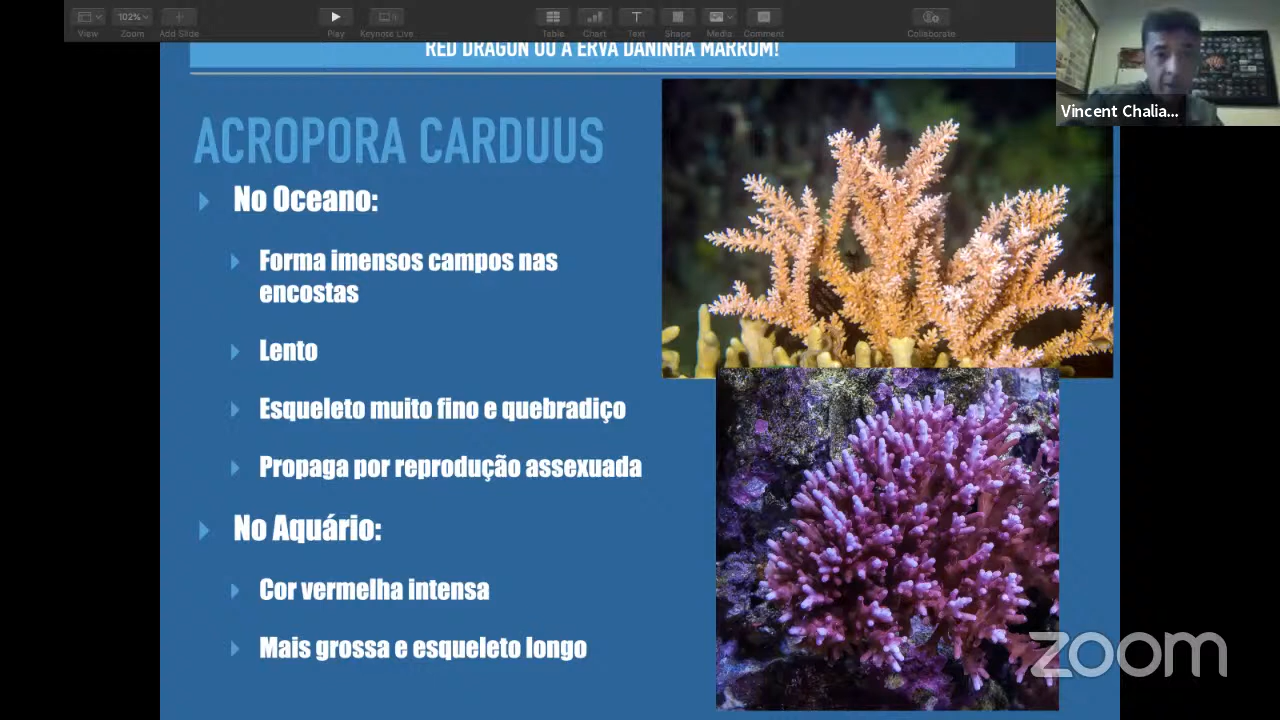 View
102%
Zoom
Add Slide
Play
Keynote Live
Table
Chart
Text
Shape
Media
Comment
Collaborate
RED DRAGON OU A ERVA DANINHA MARROM!
Vincent Chalia...
ACROPORA CARDUUS
No Oceano:
Forma imensos campos nas
encostas
Lento
Esqueleto muito fino e quebradiço
Propaga por reprodução assexuada
No Aquário:
Cor vermelha intensa
Mais grossa e esqueleto longo
zoom